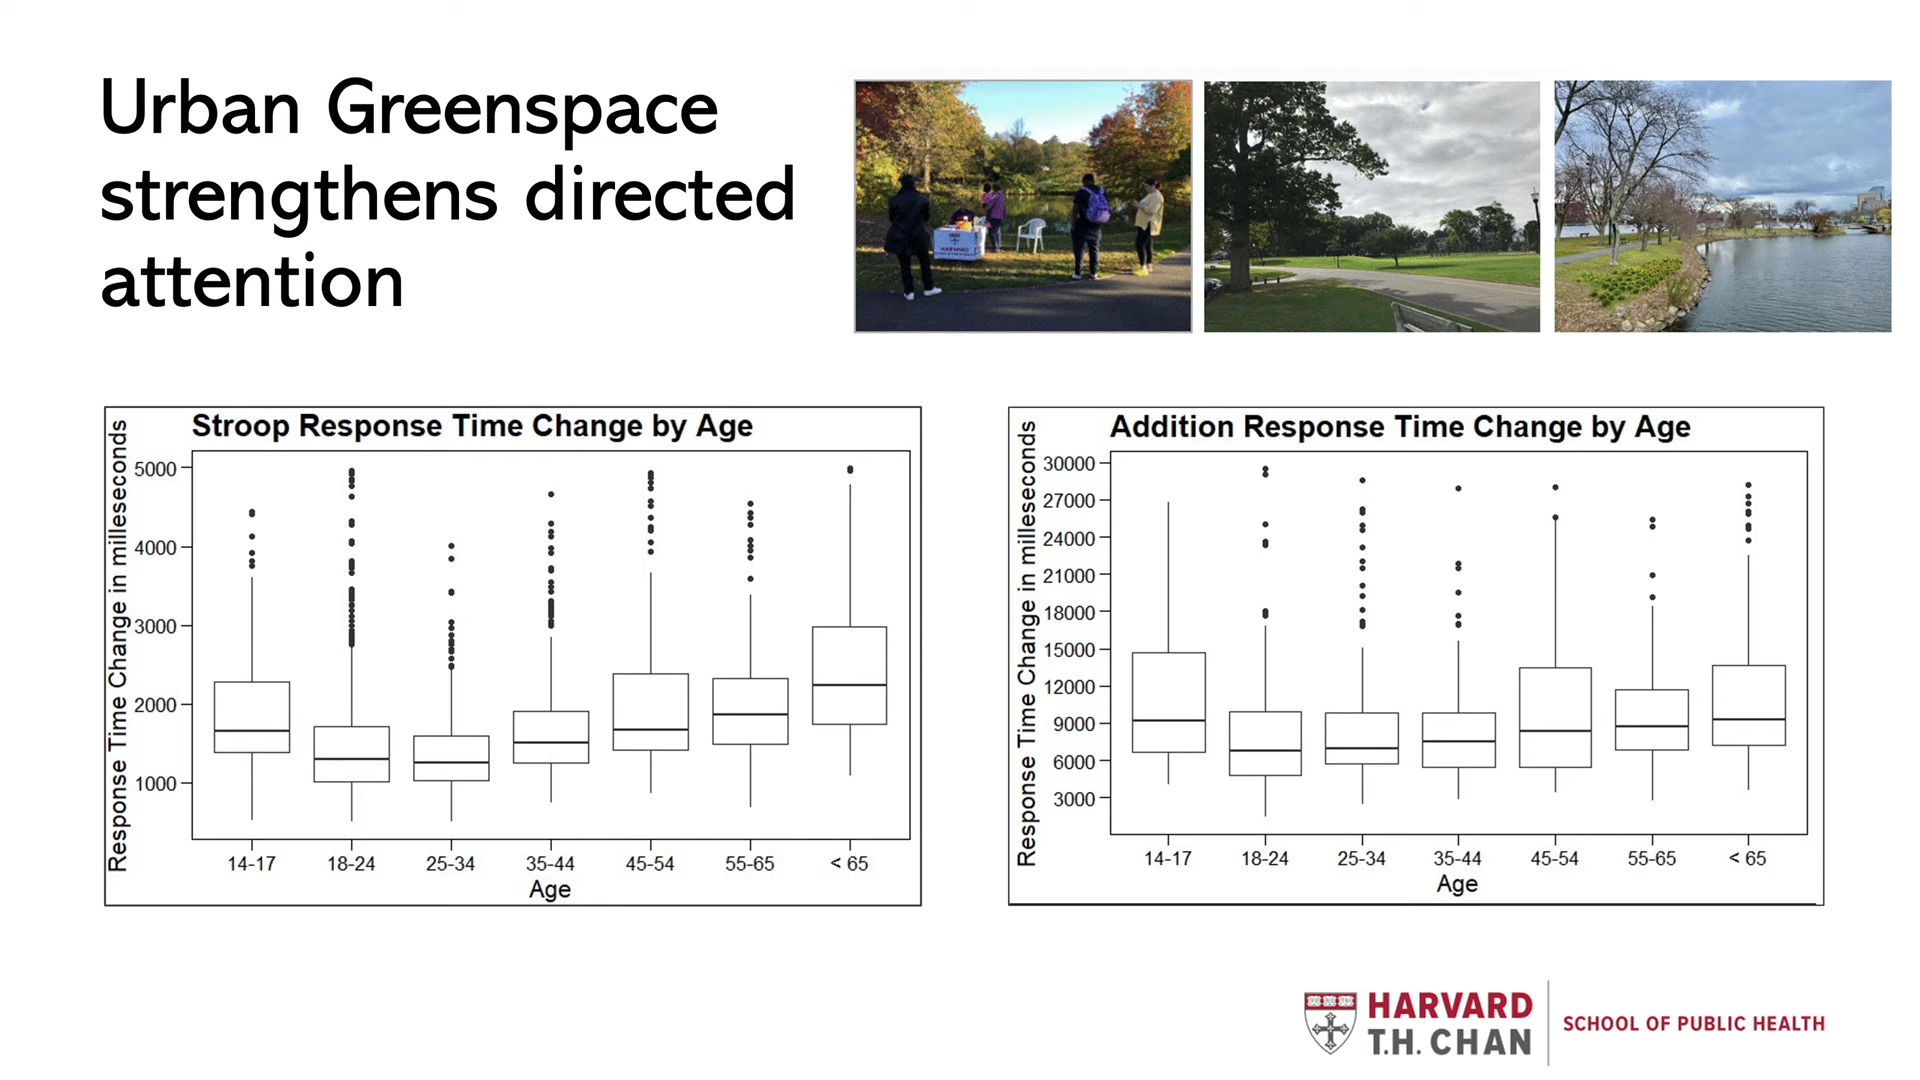 Urban Greenspace
strengthens directed
attention
HARVARD
Stroop Response Time Change by Age
Response Time Change in milleseconds
5000
4000
3000
2000
1000
14-17 18-24 25-34 35-44 45-54 55-65 < 65
Age
Addition Response Time Change by Age
Response Time Change in milleseconds
30000
27000
24000
21000
18000
15000
12000
9000
6000
3000
14-17 18-24 25-34 35-44 45-54 55-65 < 65
Age
HARVARD
T.H. CHAN
SCHOOL OF PUBLIC HEALTH